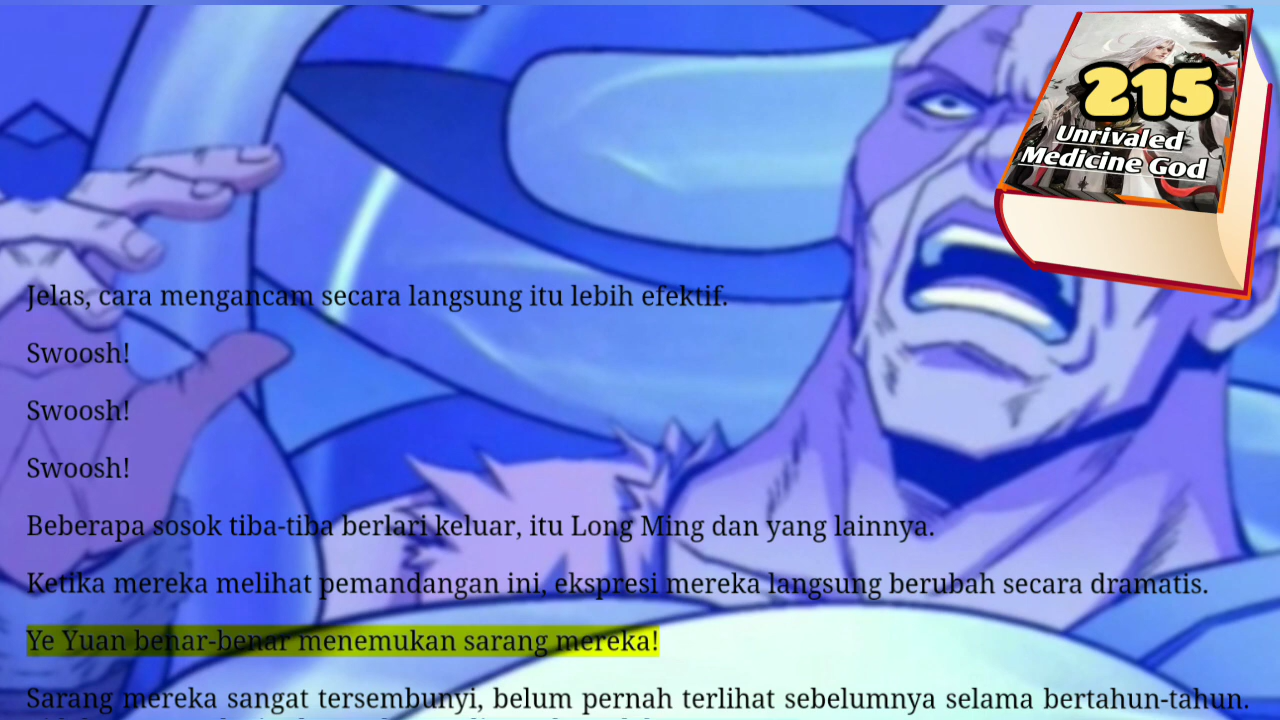 215
Unrivaled
Medicine God
Jelas, cara mengancam secara langsung itu lebih efektif.
Swoosh!
Swoosh!
Swoosh!
Beberapa sosok tiba-tiba berlari keluar, itu Long Ming dan yang lainnya.
Ketika mereka melihat pemandangan ini, ekspresi mereka langsung berubah secara dramatis.
Ye Yuan benar-benar menemukan sarang mereka!
Sarang mereka sangat tersembunyi, belum pernah terlihat sebelumnya selama bertahun-tahun.